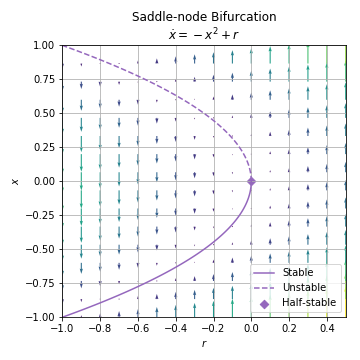 Saddle-node Bifurcation
ẋ = −x² + r
1.00
0.75
0.50
0.25
0.00
−0.25
−0.50
−0.75
−1.00
x
−1.0 −0.8 −0.6 −0.4 −0.2 0.0 0.2 0.4
r
Stable
Unstable
Half-stable